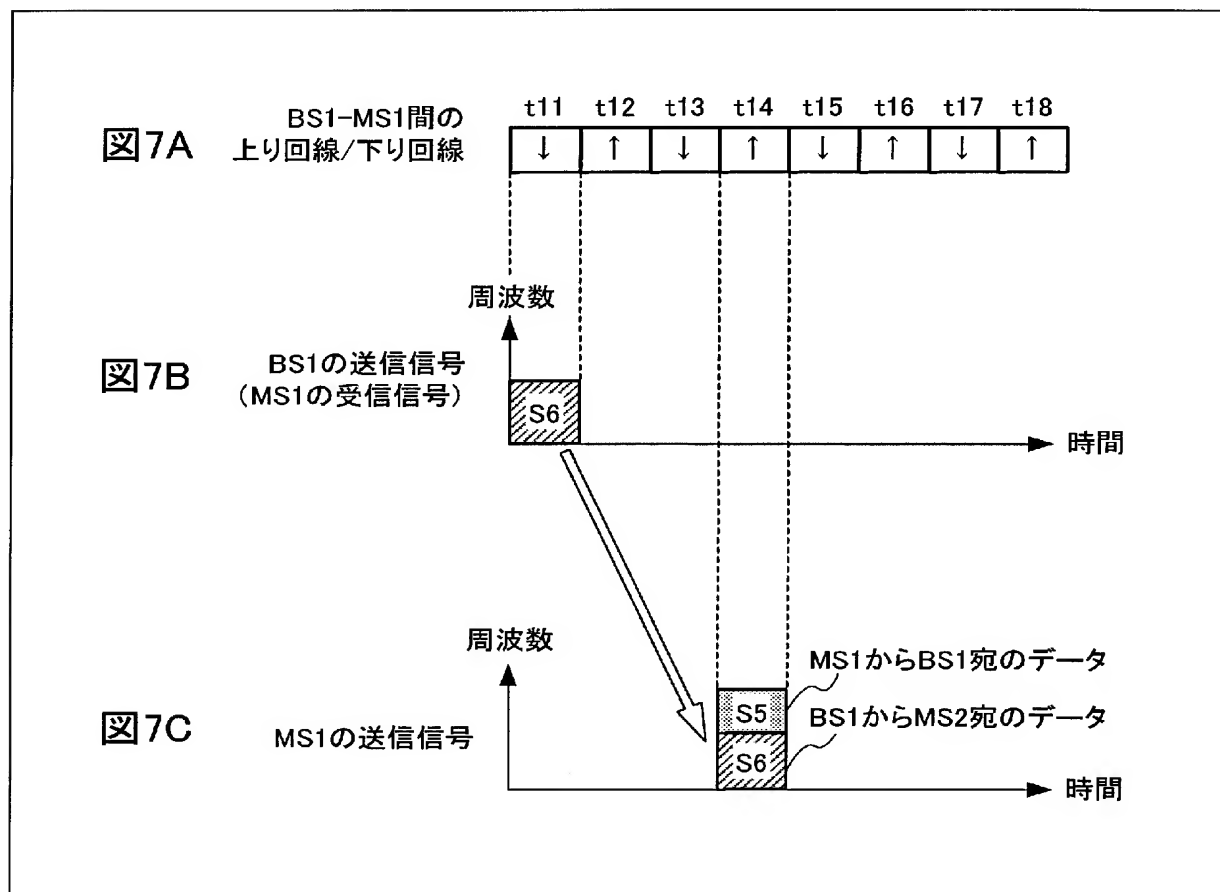 t11 t12 t13 t14 t15 t16 t17 t18
図7A
BS1-MS1間の
上り回線/下り回線
↓ ↑ ↓ ↑ ↓ ↑ ↓ ↑
周波数
図7B
BS1の送信信号
(MS1の受信信号)
S6
時間
周波数
MS1からBS1宛のデータ
S5
BS1からMS2宛のデータ
図7C
MS1の送信信号
S6
時間